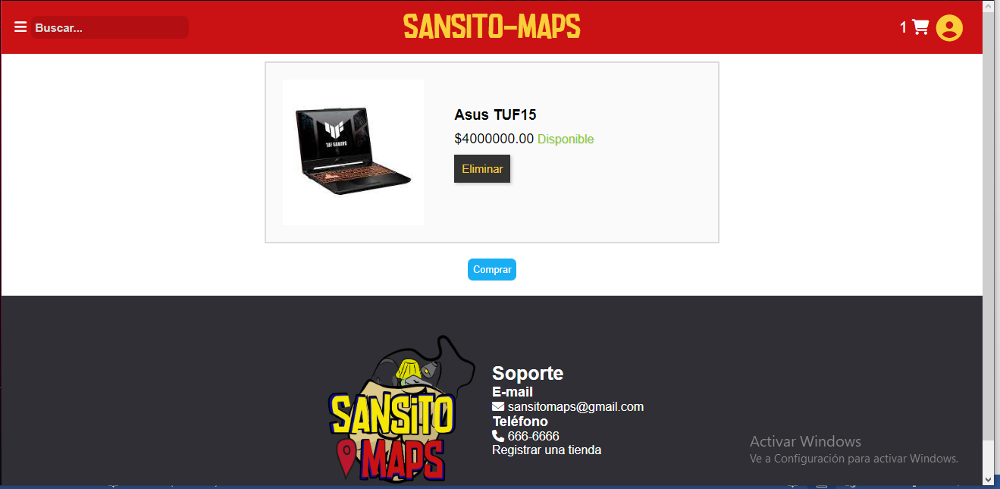 Buscar...
SANSITO-MAPS
1
TUF GAMING
Asus TUF15
$4000000.00 Disponible
Eliminar
Comprar
SANSITO
MAPS
Soporte
E-mail
sansitomaps@gmail.com
Teléfono
666-6666
Registrar una tienda
Activar Windows
Ve a Configuración para activar Windows.